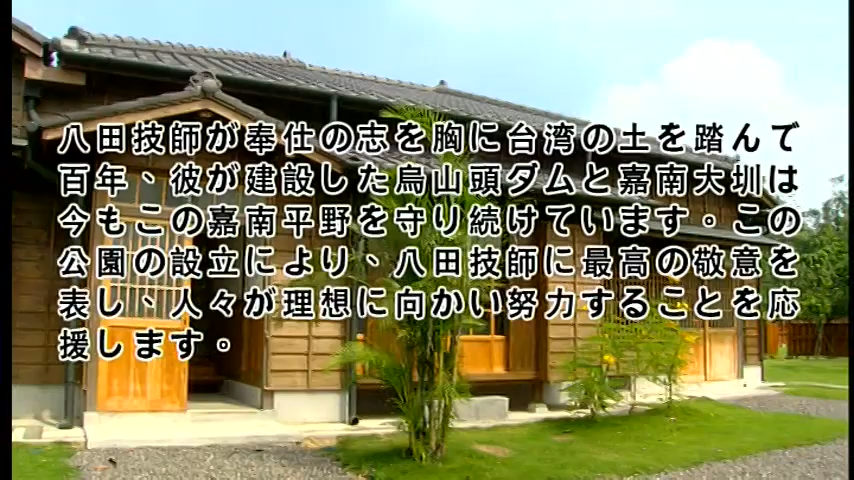 八田技師が奉仕の志を胸に台湾の土を踏んで
百年、彼が建設した烏山頭ダムと嘉南大圳は
今もこの嘉南平野を守り続けています。この
公園の設立により、八田技師に最高の敬意を
表し、人々が理想に向かい努力することを応
援します。